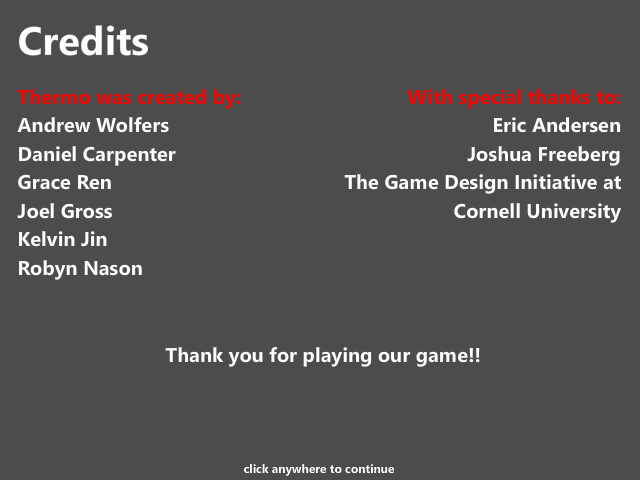 Credits
Thermo was created by:
Andrew Wolfers
Daniel Carpenter
Grace Ren
Joel Gross
Kelvin Jin
Robyn Nason
With special thanks to:
Eric Andersen
Joshua Freeberg
The Game Design Initiative at
Cornell University
Thank you for playing our game!!
click anywhere to continue